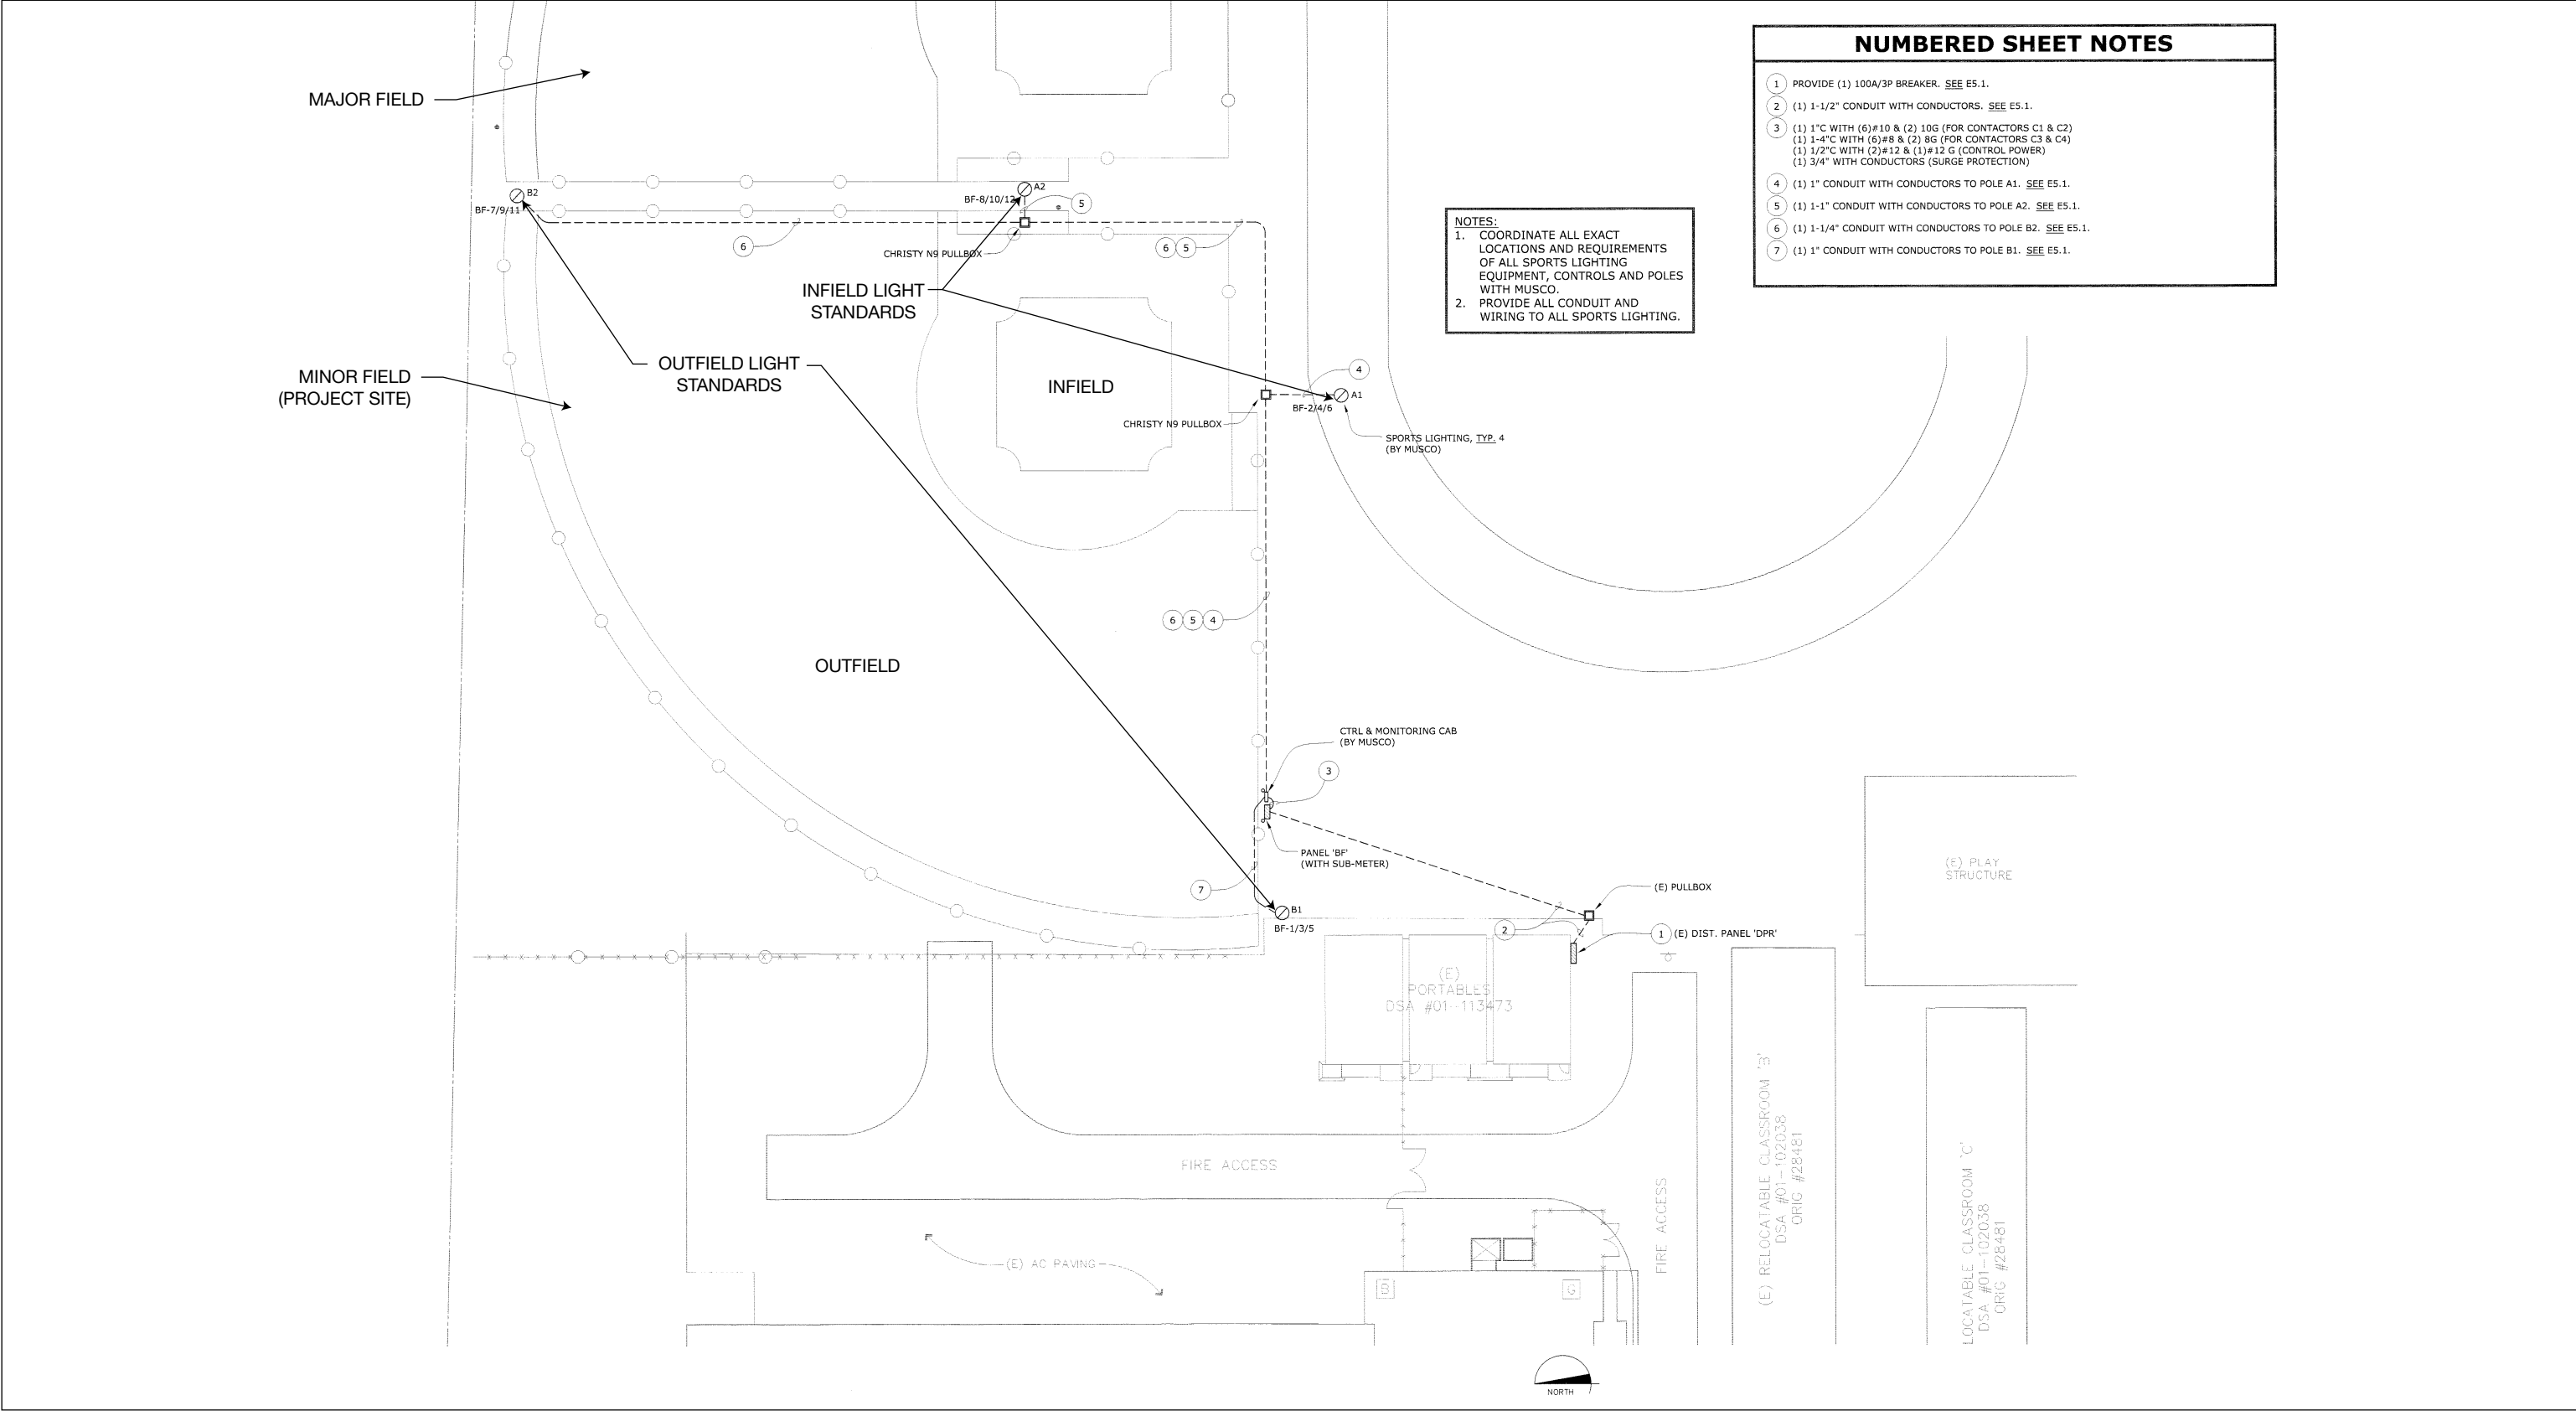 NUMBERED SHEET NOTES
1 PROVIDE (1) 100A/3P BREAKER. SEE E5.1.
2 (1) 1-1/2" CONDUIT WITH CONDUCTORS. SEE E5.1.
3 (1) 1"C WITH (6)#10 & (2) 10G (FOR CONTACTORS C1 & C2)
(1) 1-4"C WITH (6)#8 & (2) 8G (FOR CONTACTORS C3 & C4)
(1) 1/2"C WITH (2)#12 & (1)#12 G (CONTROL POWER)
(1) 3/4" WITH CONDUCTORS (SURGE PROTECTION)
4 (1) 1" CONDUIT WITH CONDUCTORS TO POLE A1. SEE E5.1.
5 (1) 1-1" CONDUIT WITH CONDUCTORS TO POLE A2. SEE E5.1.
6 (1) 1-1/4" CONDUIT WITH CONDUCTORS TO POLE B2. SEE E5.1.
7 (1) 1" CONDUIT WITH CONDUCTORS TO POLE B1. SEE E5.1.
NOTES:
1. COORDINATE ALL EXACT
LOCATIONS AND REQUIREMENTS
OF ALL SPORTS LIGHTING
EQUIPMENT, CONTROLS AND POLES
WITH MUSCO.
2. PROVIDE ALL CONDUIT AND
WIRING TO ALL SPORTS LIGHTING.
MAJOR FIELD
B2
BF-7/9/11
A2
BF-8/10/12
5
6
6 5
CHRISTY N9 PULLBOX
INFIELD LIGHT
STANDARDS
OUTFIELD LIGHT
STANDARDS
MINOR FIELD
(PROJECT SITE)
INFIELD
4
A1
BF-2/4/6
CHRISTY N9 PULLBOX
SPORTS LIGHTING, TYP. 4
(BY MUSCO)
6 5 4
OUTFIELD
CTRL & MONITORING CAB
(BY MUSCO)
3
PANEL 'BF'
(WITH SUB-METER)
7
B1
BF-1/3/5
(E) PULLBOX
2
1 (E) DIST. PANEL 'DPR'
(E) PLAY
STRUCTURE
(E)
PORTABLES
DSA #01-113473
FIRE ACCESS
FIRE ACCESS
(E) RELOCATABLE CLASSROOM 'B'
DSA #01-102038
ORIG #28481
LOCATABLE CLASSROOM 'C'
DSA #01-102038
ORIG #28481
(E) AC PAVING
B
G
NORTH